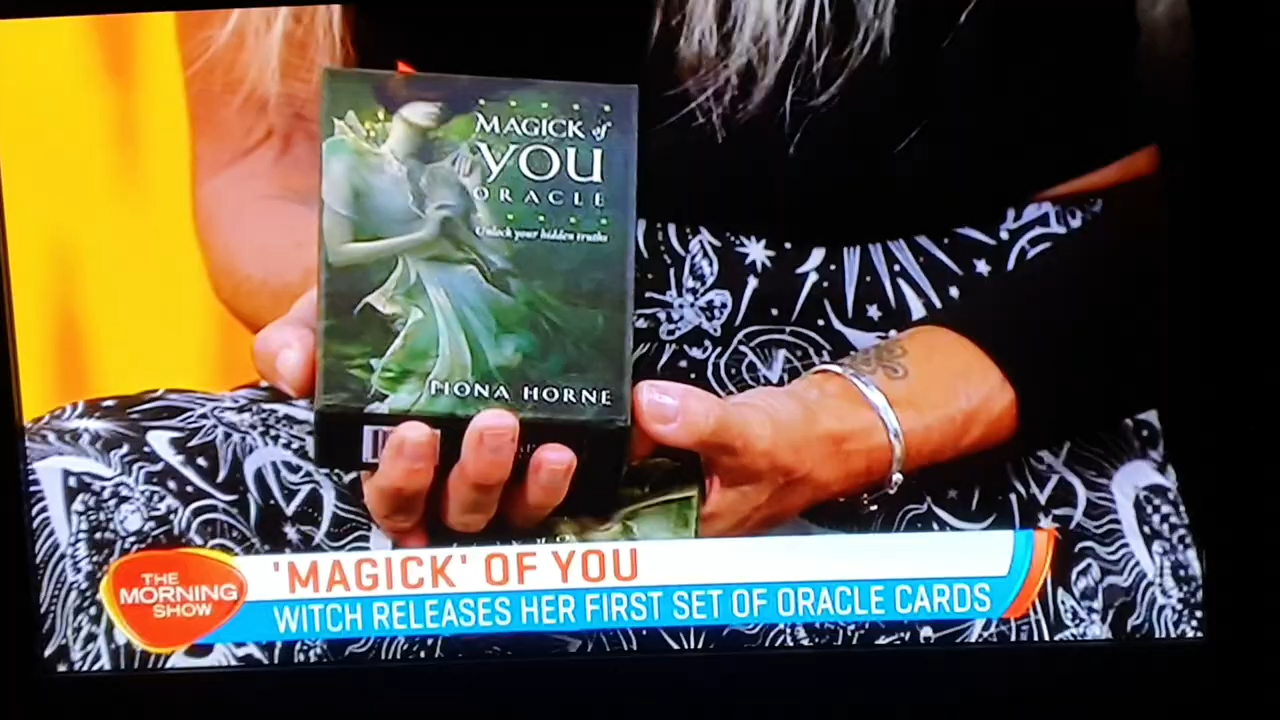 MAGICK of
YOU
ORACLE
Unlock your hidden truths
FIONA HORNE
THE
MORNING
SHOW
'MAGICK' OF YOU
WITCH RELEASES HER FIRST SET OF ORACLE CARDS